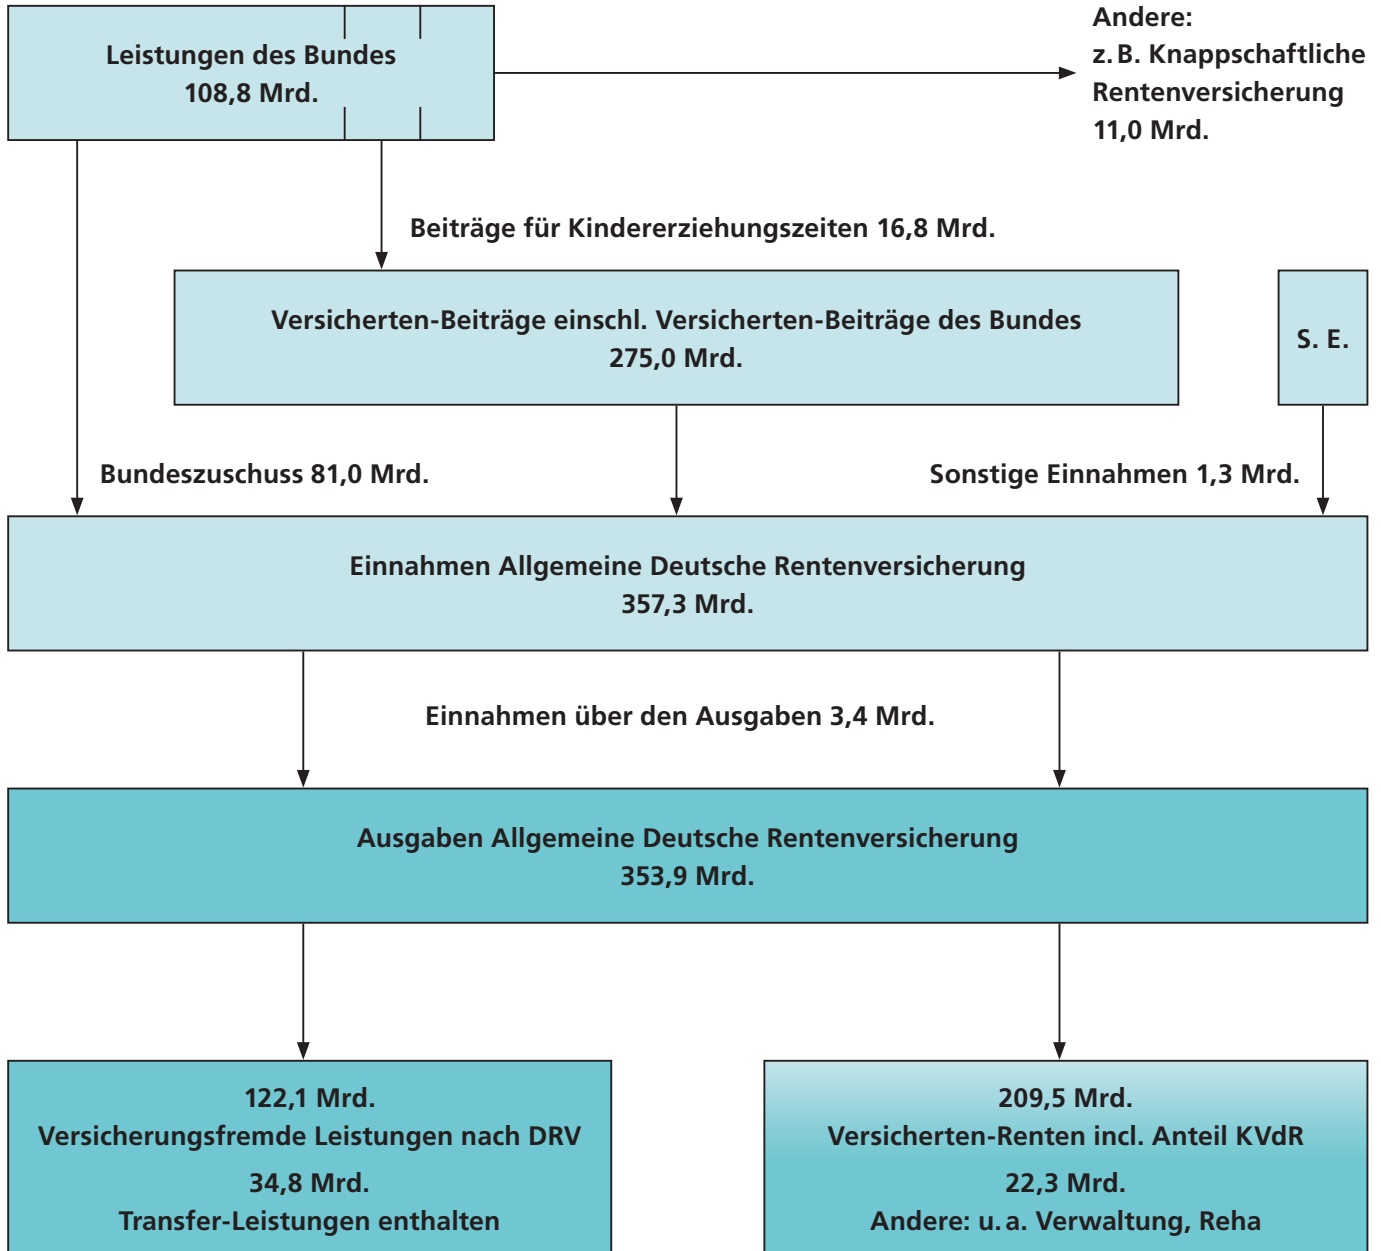 Leistungen des Bundes
108,8 Mrd.
Andere:
z. B. Knappschaftliche
Rentenversicherung
11,0 Mrd.
Beiträge für Kindererziehungszeiten 16,8 Mrd.
Versicherten-Beiträge einschl. Versicherten-Beiträge des Bundes
275,0 Mrd.
S. E.
Bundeszuschuss 81,0 Mrd.
Sonstige Einnahmen 1,3 Mrd.
Einnahmen Allgemeine Deutsche Rentenversicherung
357,3 Mrd.
Einnahmen über den Ausgaben 3,4 Mrd.
Ausgaben Allgemeine Deutsche Rentenversicherung
353,9 Mrd.
122,1 Mrd.
Versicherungsfremde Leistungen nach DRV
34,8 Mrd.
Transfer-Leistungen enthalten
209,5 Mrd.
Versicherten-Renten incl. Anteil KVdR
22,3 Mrd.
Andere: u. a. Verwaltung, Reha